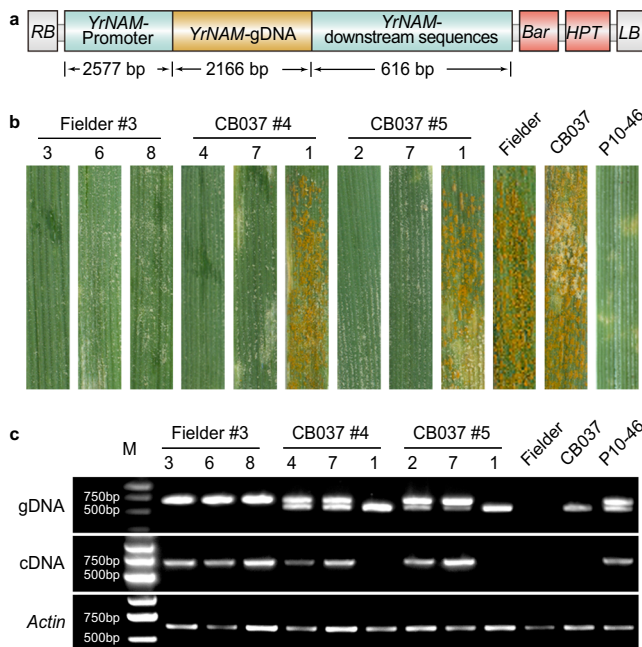 a
RB YrNAM- Promoter YrNAM-gDNA YrNAM- downstream sequences Bar HPT LB
2577 bp 2166 bp 616 bp
b
Fielder #3 CB037 #4 CB037 #5 Fielder CB037 P10-46
3 6 8 4 7 1 2 7 1
c
M Fielder #3 CB037 #4 CB037 #5 Fielder CB037 P10-46
3 6 8 4 7 1 2 7 1
gDNA 750bp
500bp
cDNA 750bp
500bp
Actin 750bp
500bp